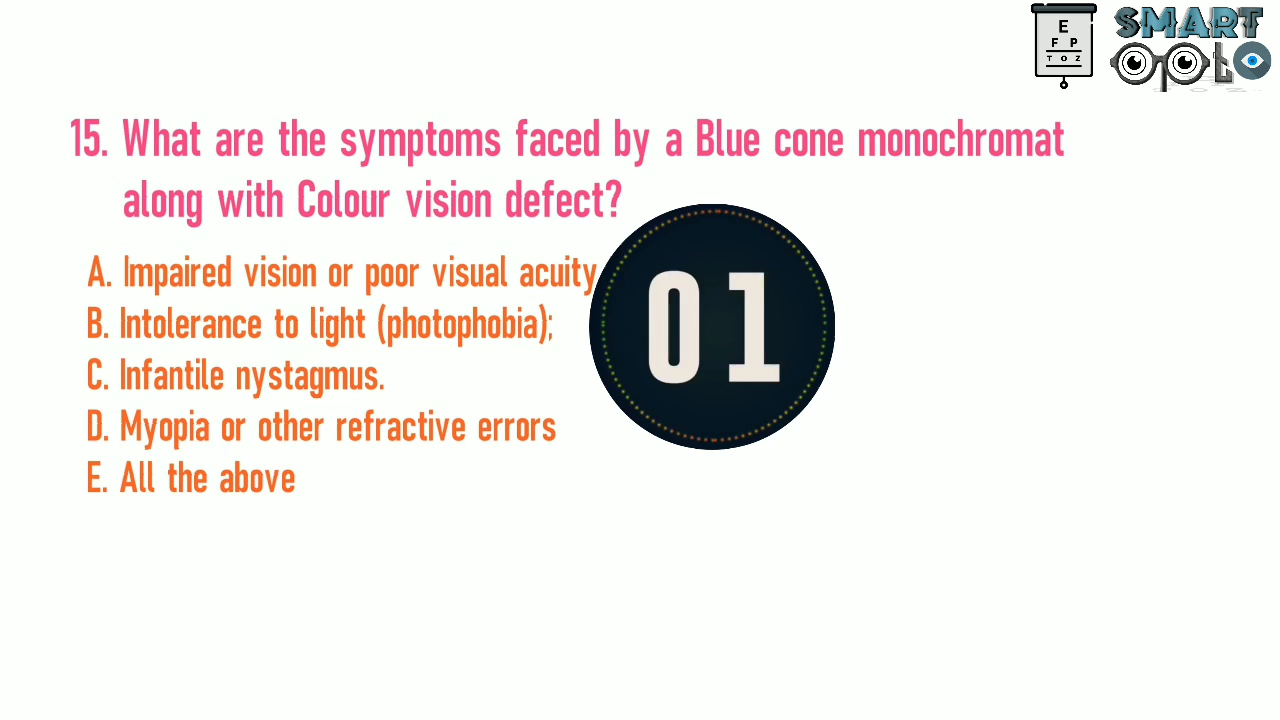 E
F P
T O Z
SMART
opto
15. What are the symptoms faced by a Blue cone monochromat
along with Colour vision defect?
A. Impaired vision or poor visual acuity
B. Intolerance to light (photophobia);
C. Infantile nystagmus.
D. Myopia or other refractive errors
E. All the above
01